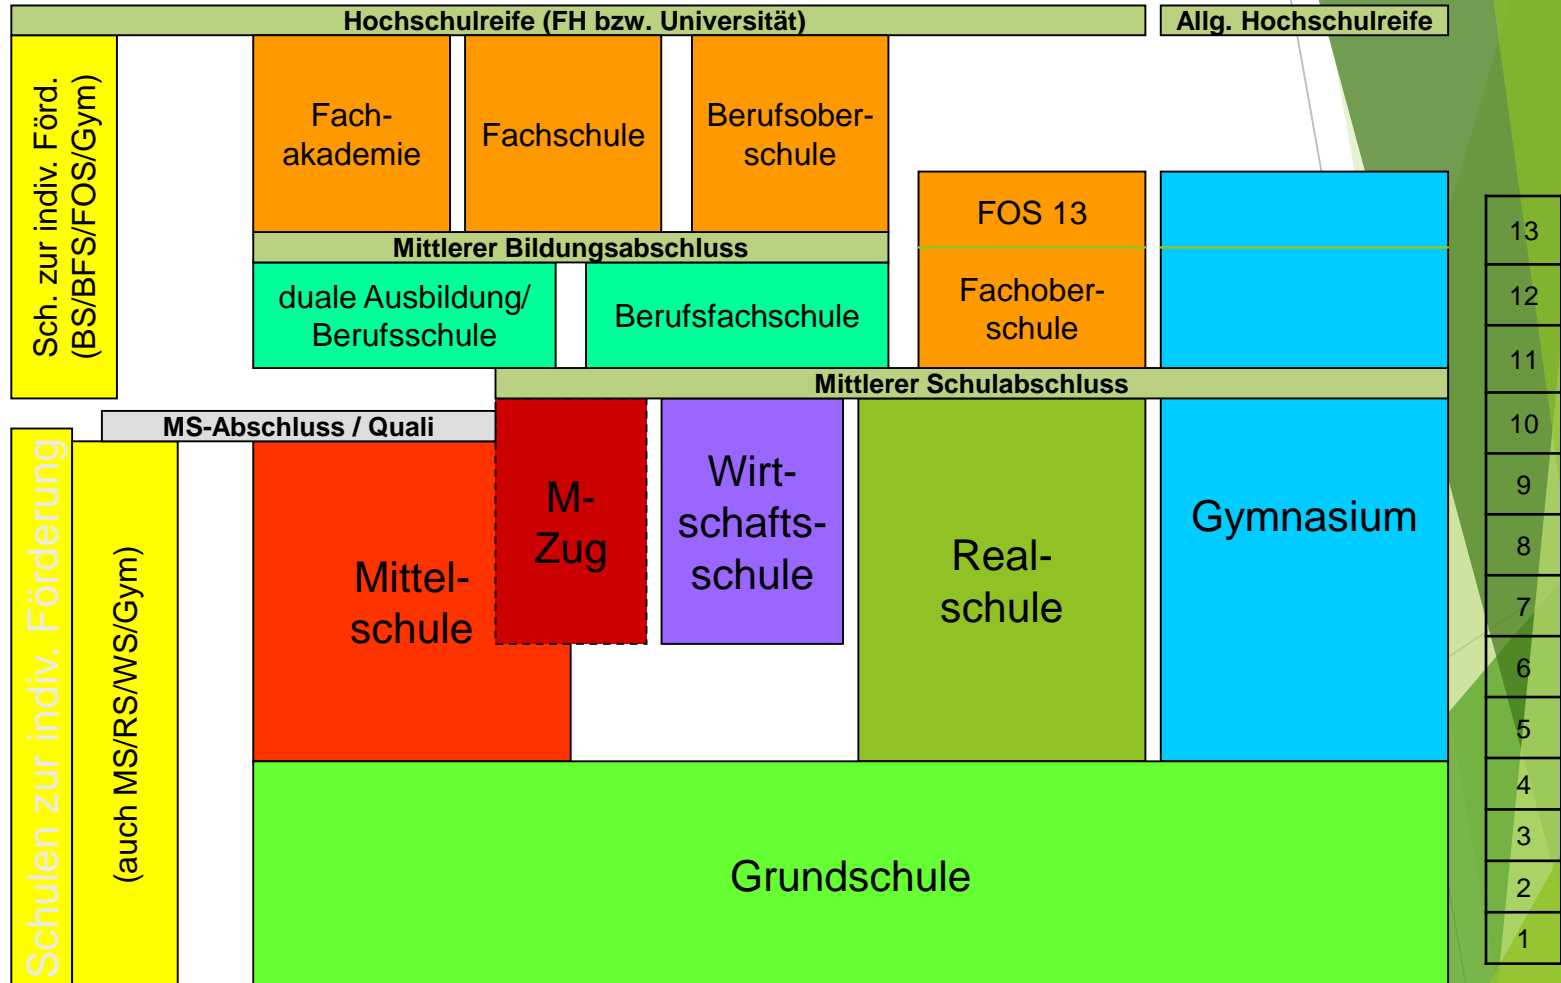 Hochschulreife (FH bzw. Universität)
Allg. Hochschulreife
Sch. zur indiv. Förd.
(BS/BFS/FOS/Gym)
Fach-
akademie
Fachschule
Berufsober-
schule
FOS 13
Mittlerer Bildungsabschluss
duale Ausbildung/
Berufsschule
Berufsfachschule
Fachober-
schule
Mittlerer Schulabschluss
MS-Abschluss / Quali
Schulen zur indiv. Förderung
(auch MS/RS/WS/Gym)
Mittel-
schule
M-
Zug
Wirt-
schafts-
schule
Real-
schule
Gymnasium
Grundschule
13
12
11
10
9
8
7
6
5
4
3
2
1